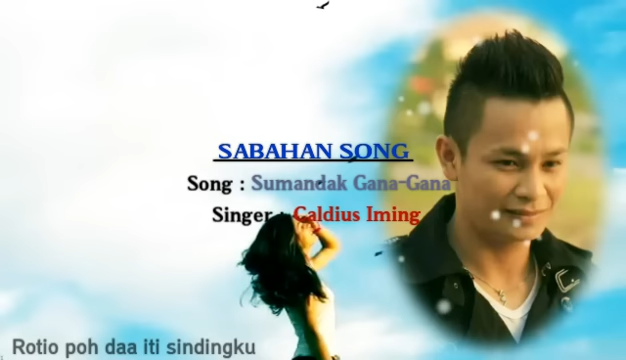 SABAHAN SONG
Song : Sumandak Gana-Gana
Singer : Caldius Iming
Rotio poh daa iti sindingku